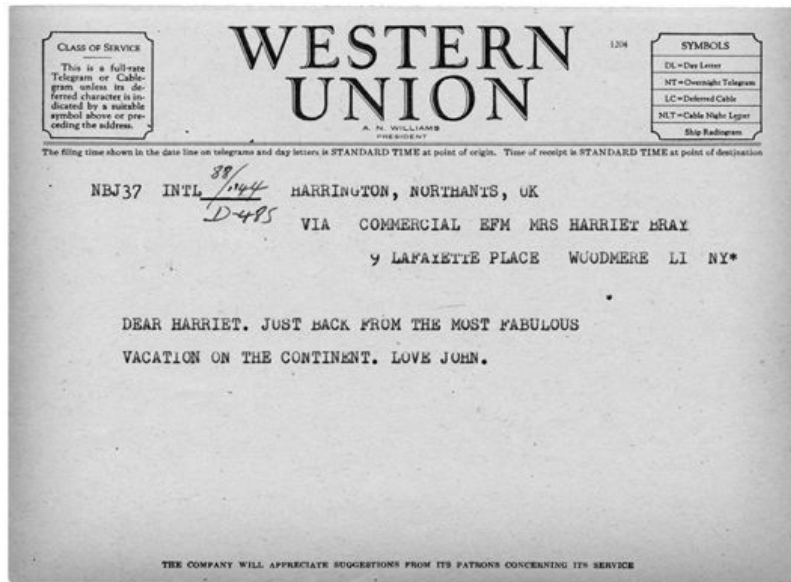 CLASS OF SERVICE
This is a full-rate
Telegram or Cable-
gram unless its de-
ferred character is in-
dicated by a suitable
symbol above or pre-
ceding the address.
WESTERN
UNION
A. N. WILLIAMS
PRESIDENT
1204
SYMBOLS
DL=Day Letter
NT=Overnight Telegram
LC=Deferred Cable
NLT=Cable Night Letter
Ship Radiogram
The filing time shown in the date line on telegrams and day letters is STANDARD TIME at point of origin. Time of receipt is STANDARD TIME at point of destination
NBJ37 INTL HARRINGTON, NORTHANTS, UK
D-485
VIA COMMERCIAL EFM MRS HARRIET BRAY
9 LAFAYETTE PLACE WOODMERE LI NY*
DEAR HARRIET. JUST BACK FROM THE MOST FABULOUS
VACATION ON THE CONTINENT. LOVE JOHN.
THE COMPANY WILL APPRECIATE SUGGESTIONS FROM ITS PATRONS CONCERNING ITS SERVICE